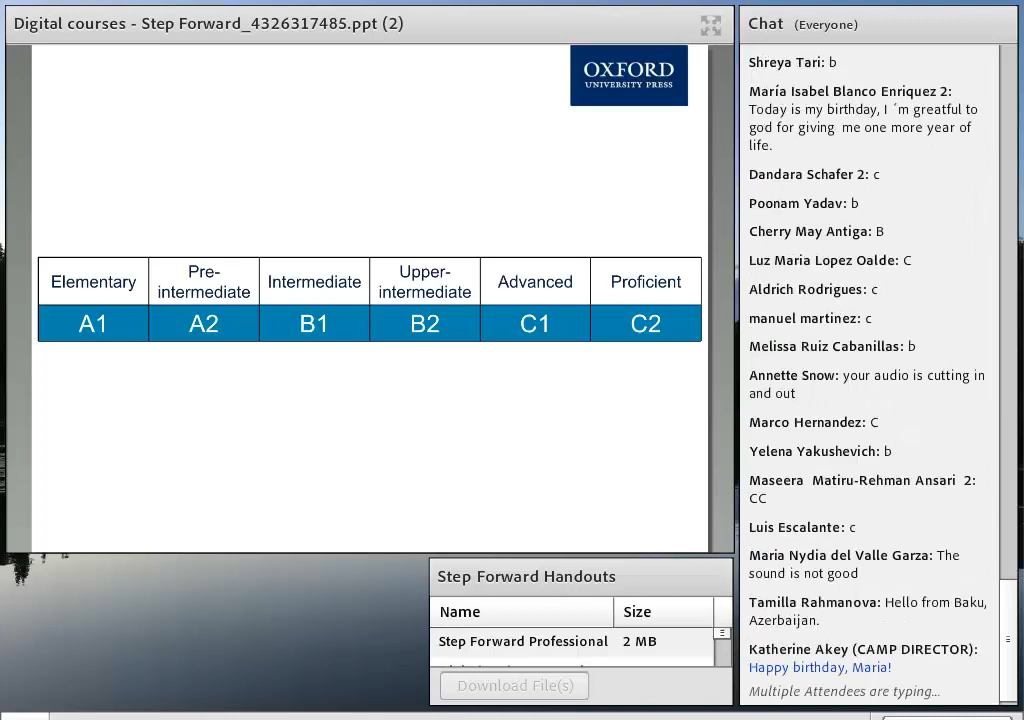 Digital courses - Step Forward_4326317485.ppt (2)
OXFORD
UNIVERSITY PRESS
Elementary
Pre-
intermediate
Intermediate
Upper-
intermediate
Advanced
Proficient
A1
A2
B1
B2
C1
C2
Step Forward Handouts
Name
Size
Step Forward Professional
2 MB
Download File(s)
Chat (Everyone)
Shreya Tari: b
María Isabel Blanco Enriquez 2:
Today is my birthday, I ´m greatful to
god for giving me one more year of
life.
Dandara Schafer 2: c
Poonam Yadav: b
Cherry May Antiga: B
Luz Maria Lopez Oalde: C
Aldrich Rodrigues: c
manuel martinez: c
Melissa Ruiz Cabanillas: b
Annette Snow: your audio is cutting in
and out
Marco Hernandez: C
Yelena Yakushevich: b
Maseera Matiru-Rehman Ansari 2:
CC
Luis Escalante: c
Maria Nydia del Valle Garza: The
sound is not good
Tamilla Rahmanova: Hello from Baku,
Azerbaijan.
Katherine Akey (CAMP DIRECTOR):
Happy birthday, Maria!
Multiple Attendees are typing...